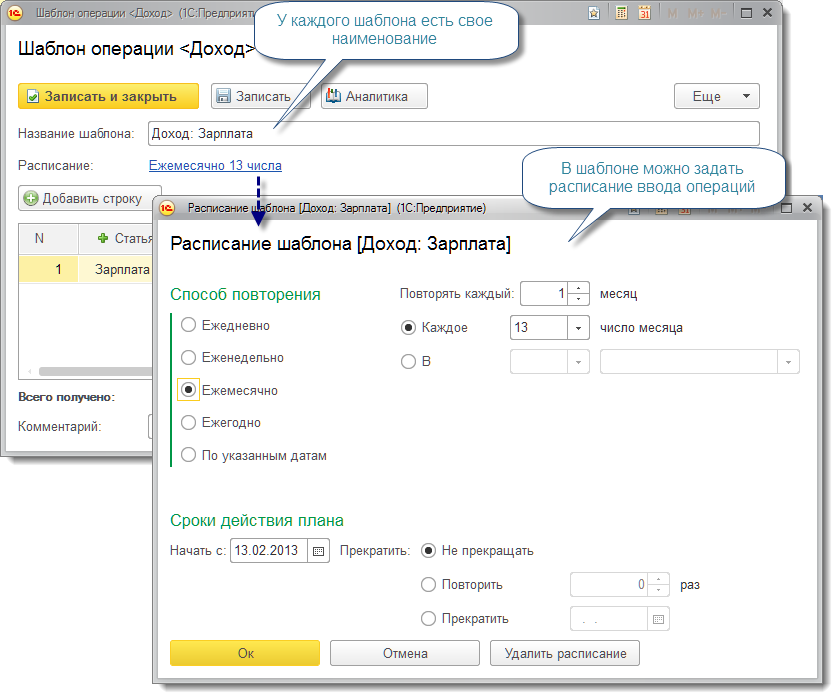 Шаблон операции <Доход> (1С:Предприятие)
У каждого шаблона есть свое
наименование
Шаблон операции <Доход>
Записать и закрыть
Записать
Аналитика
Еще
Название шаблона: Доход: Зарплата
Расписание: Ежемесячно 13 числа
В шаблоне можно задать
расписание ввода операций
Добавить строку
N
Статья
1
Зарплата
Всего получено:
Комментарий:
Расписание шаблона [Доход: Зарплата] (1С:Предприятие)
Расписание шаблона [Доход: Зарплата]
Способ повторения
Ежедневно
Еженедельно
Ежемесячно
Ежегодно
По указанным датам
Повторять каждый: 1 месяц
Каждое 13 число месяца
В
Сроки действия плана
Начать с: 13.02.2013 Прекратить: Не прекращать
Повторить 0 раз
Прекратить . .
Ок
Отмена
Удалить расписание